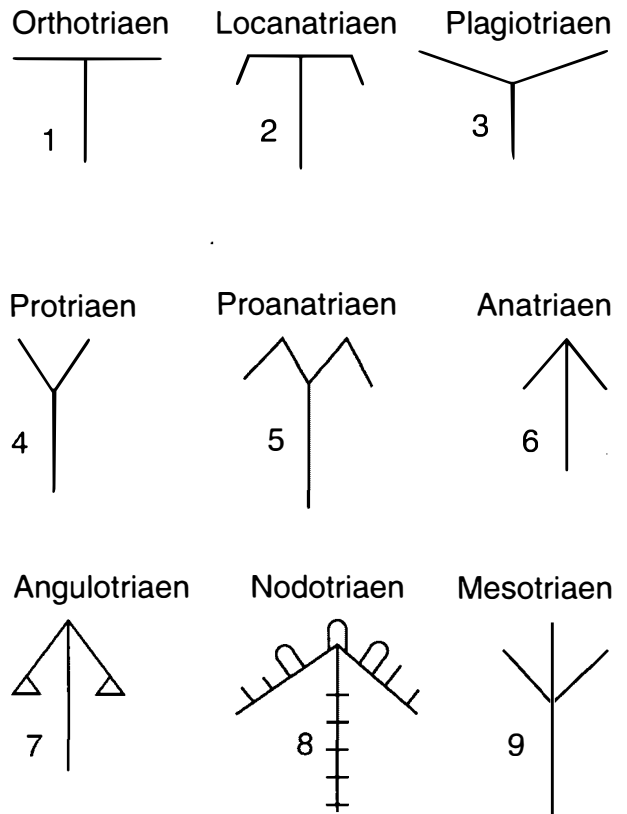 Orthotriaen Locanatriaen Plagiotriaen
1 2 3
Protriaen Proanatriaen Anatriaen
4 5 6
Angulotriaen Nodotriaen Mesotriaen
7 8 9